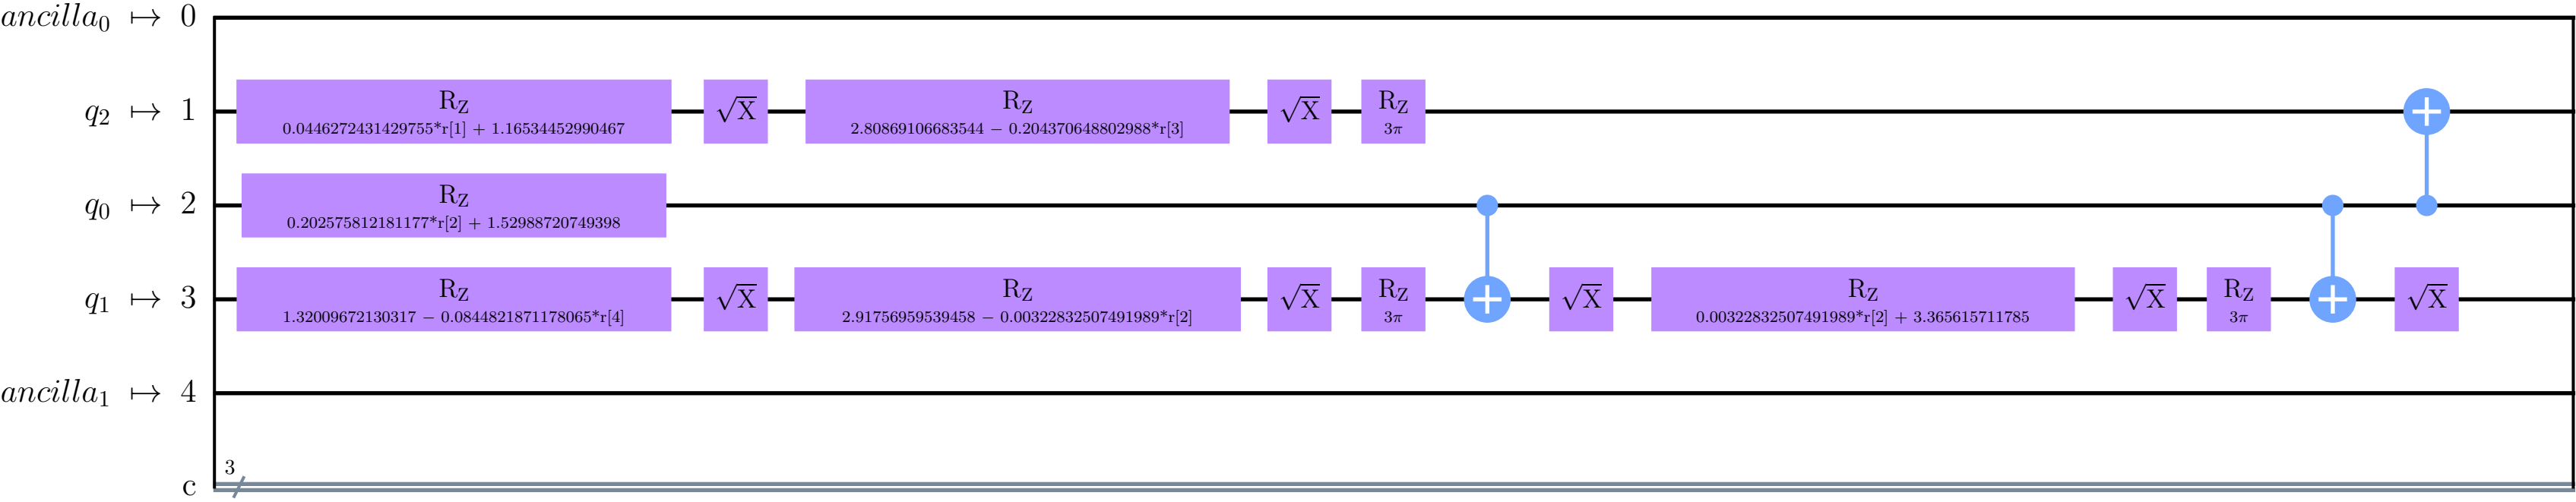 ancilla₀ ↦ 0
R_Z √X R_Z √X R_Z
q₂ ↦ 1
0.0446272431429755*r[1] + 1.16534452990467 2.80869106683544 − 0.204370648802988*r[3] 3π
R_Z
q₀ ↦ 2
0.202575812181177*r[2] + 1.52988720749398
R_Z √X R_Z √X R_Z √X R_Z √X R_Z √X
q₁ ↦ 3
1.32009672130317 − 0.0844821871178065*r[4] 2.91756959539458 − 0.00322832507491989*r[2] 3π 0.00322832507491989*r[2] + 3.365615711785 3π
ancilla₁ ↦ 4
3
c